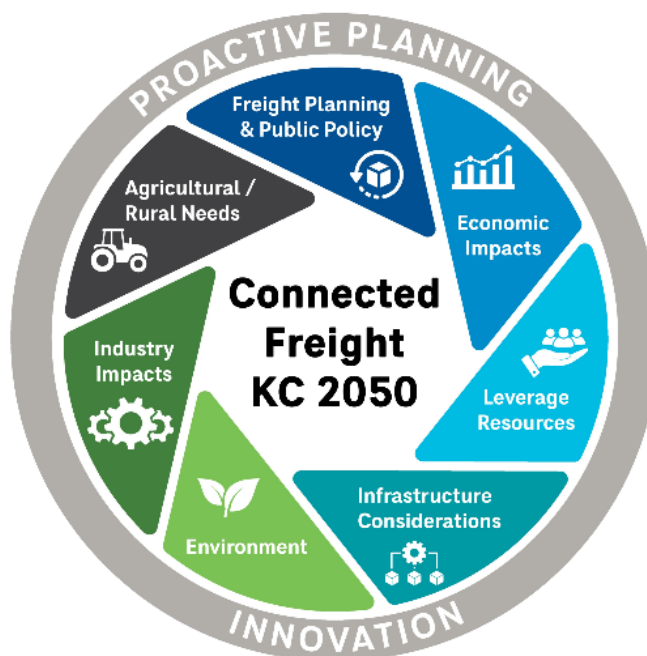 PROACTIVE PLANNING
Freight Planning
& Public Policy
Economic
Impacts
Leverage
Resources
Infrastructure
Considerations
Environment
Industry
Impacts
Agricultural /
Rural Needs
Connected
Freight
KC 2050
INNOVATION